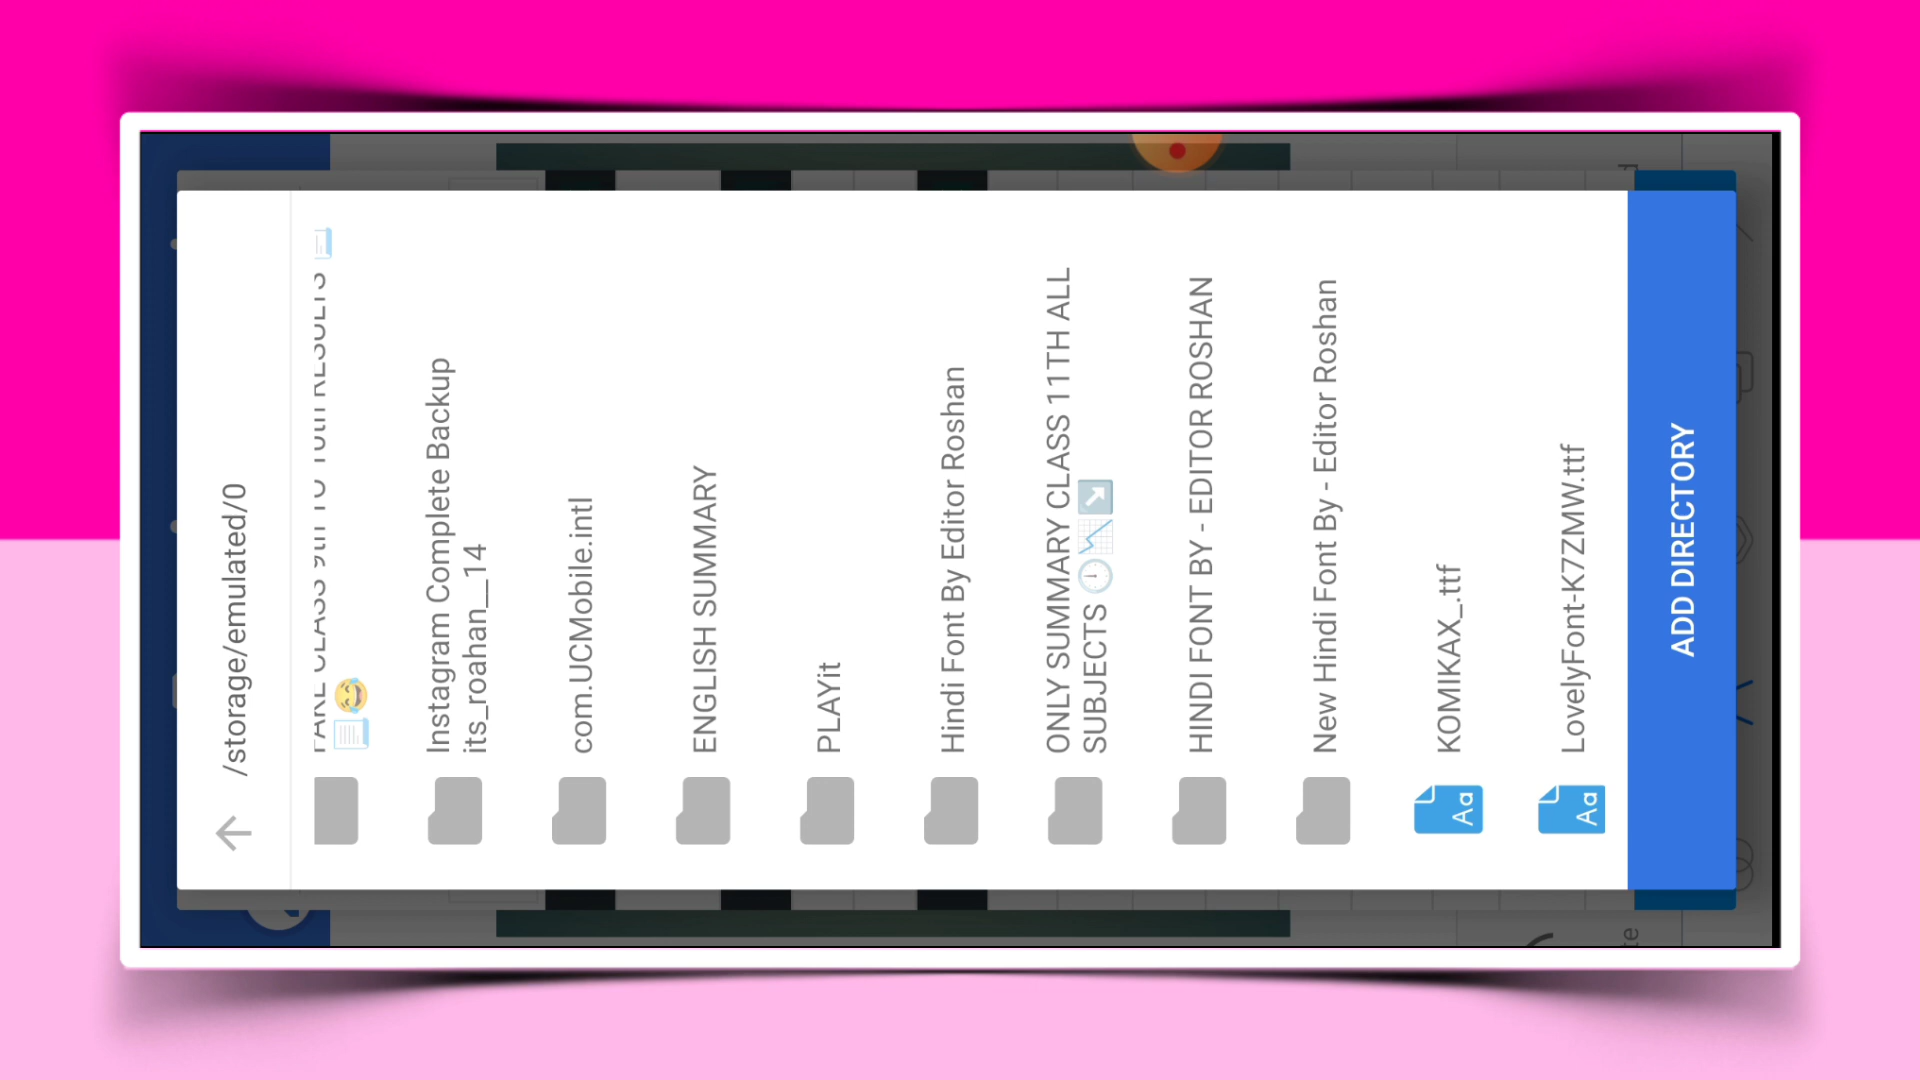 /storage/emulated/0
Instagram Complete Backup
its_roahan__14
com.UCMobile.intl
ENGLISH SUMMARY
PLAYit
Hindi Font By Editor Roshan
ONLY SUMMARY CLASS 11TH ALL
SUBJECTS 🕛📉↗️
HINDI FONT BY - EDITOR ROSHAN
New Hindi Font By - Editor Roshan
KOMIKAX_.ttf
Aa
LovelyFont-K7ZMW.ttf
Aa
ADD DIRECTORY